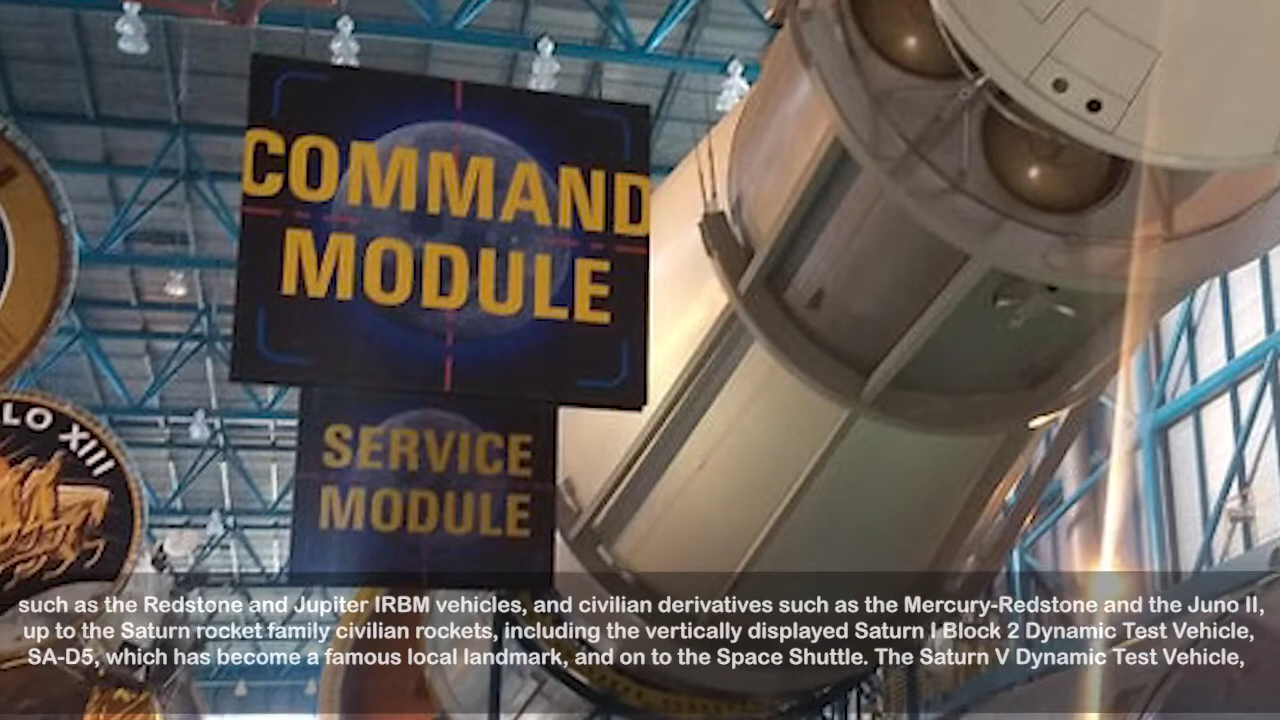 COMMAND
MODULE
SERVICE
MODULE
LO XIII
such as the Redstone and Jupiter IRBM vehicles, and civilian derivatives such as the Mercury-Redstone and the Juno II,
up to the Saturn rocket family civilian rockets, including the vertically displayed Saturn I Block 2 Dynamic Test Vehicle,
SA-D5, which has become a famous local landmark, and on to the Space Shuttle. The Saturn V Dynamic Test Vehicle,